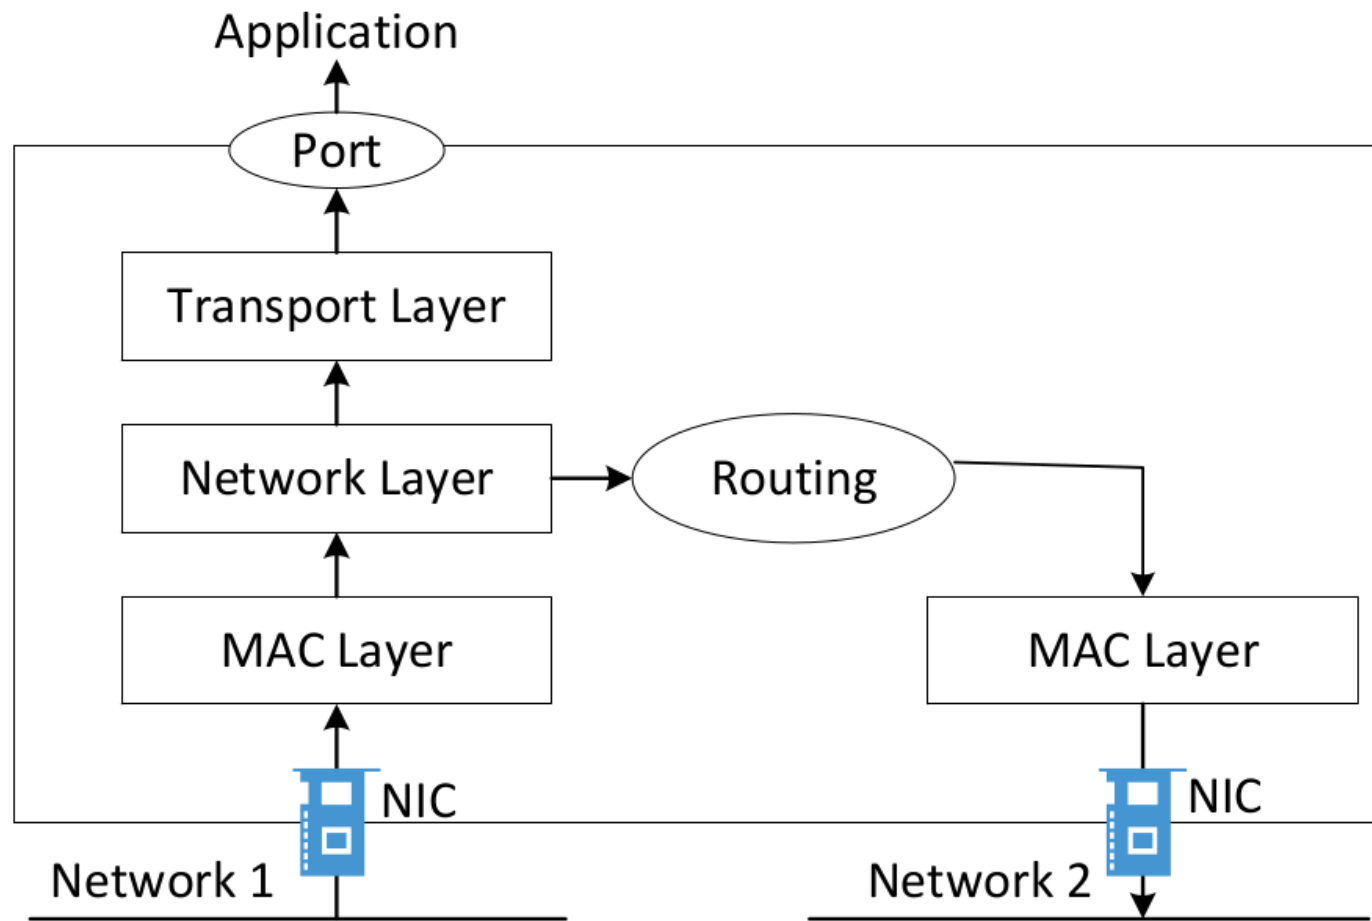 Application
Port
Transport Layer
Network Layer
Routing
MAC Layer
MAC Layer
NIC
NIC
Network 1
Network 2